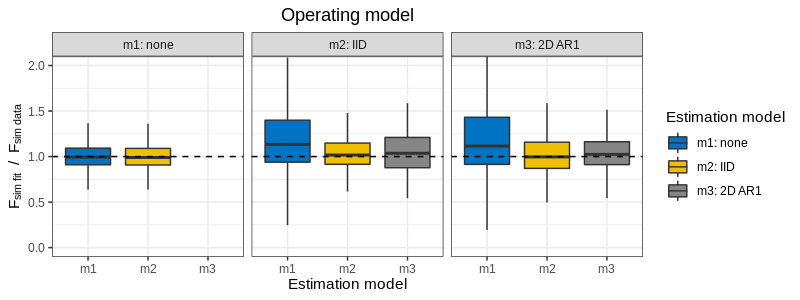 Operating model
m1: none
m2: IID
m3: 2D AR1
F sim fit / F sim data
2.0
1.5
1.0
0.5
0.0
m1 m2 m3
m1 m2 m3
m1 m2 m3
Estimation model
Estimation model
m1: none
m2: IID
m3: 2D AR1